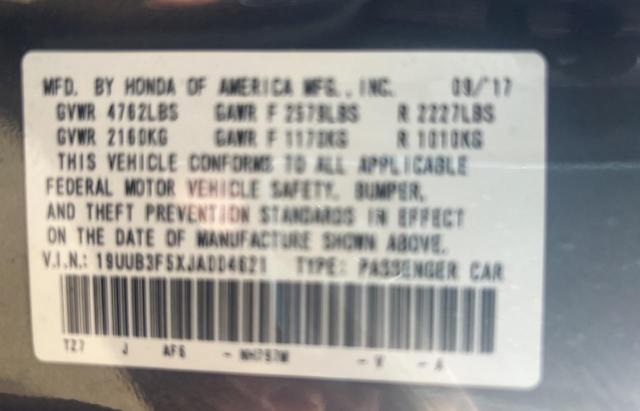 MFD. BY HONDA OF AMERICA MFG., INC. 09/'17
GVWR 4762LBS GAWR F 2579LBS R 2227LBS
GVWR 2160KG GAWR F 1170KG R 1010KG
THIS VEHICLE CONFORMS TO ALL APPLICABLE
FEDERAL MOTOR VEHICLE SAFETY, BUMPER,
AND THEFT PREVENTION STANDARDS IN EFFECT
ON THE DATE OF MANUFACTURE SHOWN ABOVE.
V.I.N.: 19UUB3F5XJA004621 TYPE: PASSENGER CAR
TZ7 J AF6 - NH797M - V - A